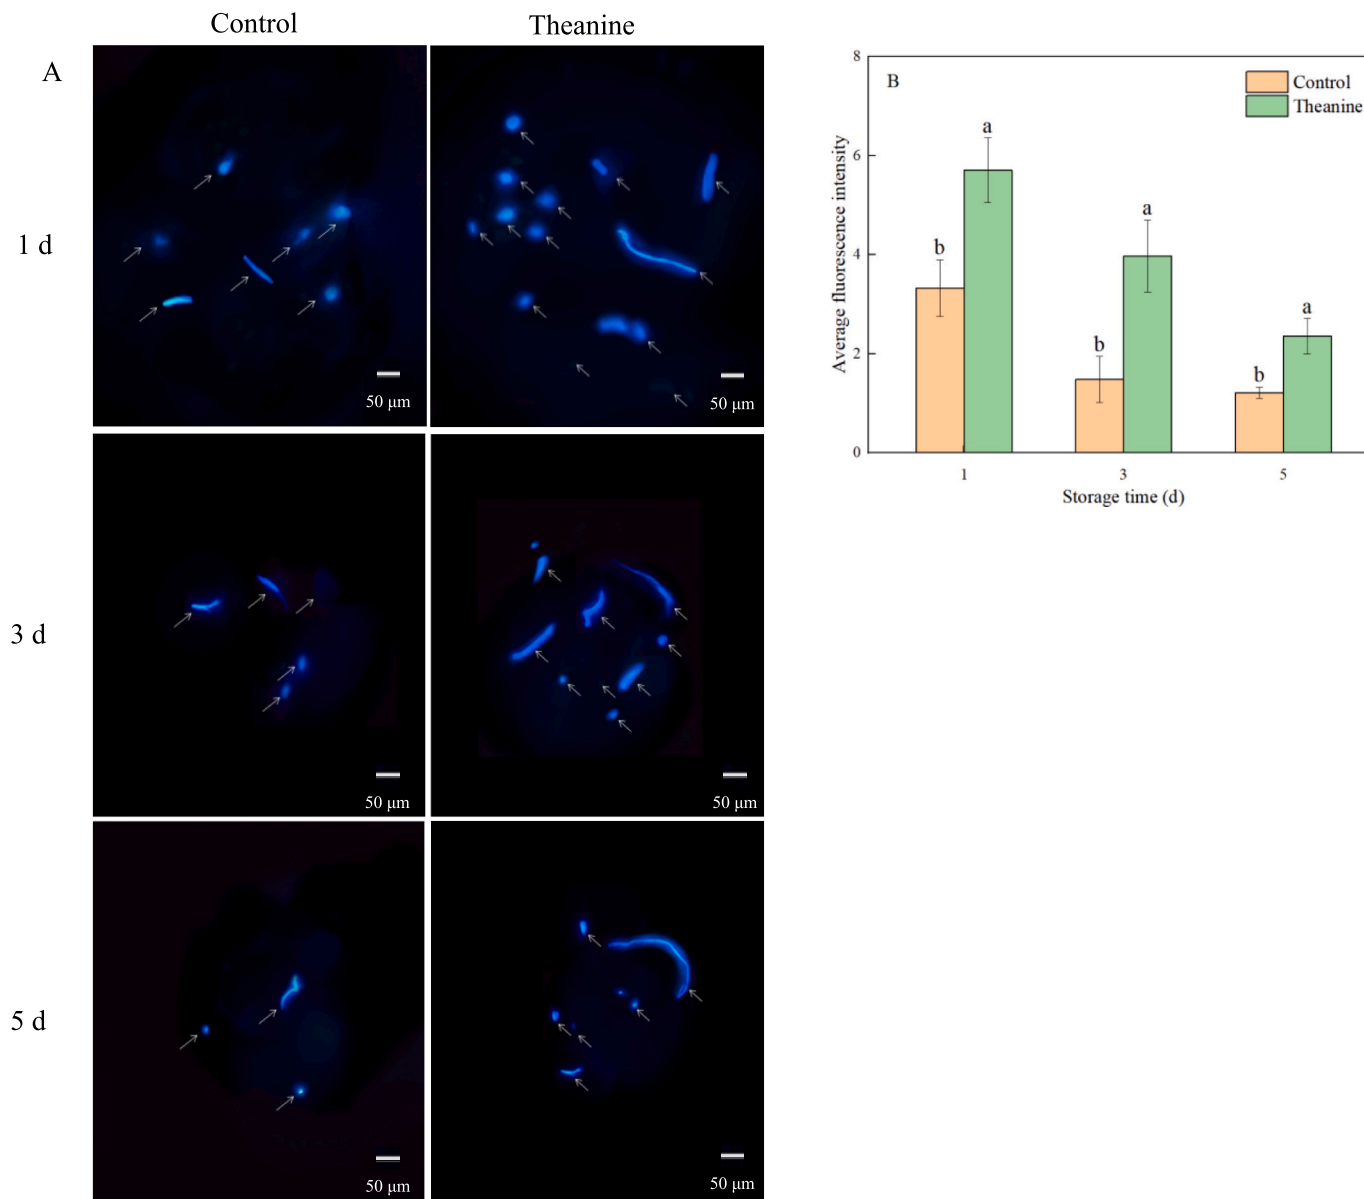 Control
Theanine
A
1 d
50 μm
50 μm
3 d
50 μm
50 μm
5 d
50 μm
50 μm
B
Control
Theanine
Average fluorescence intensity
8
6
4
2
0
b
a
b
a
b
a
1
3
5
Storage time (d)